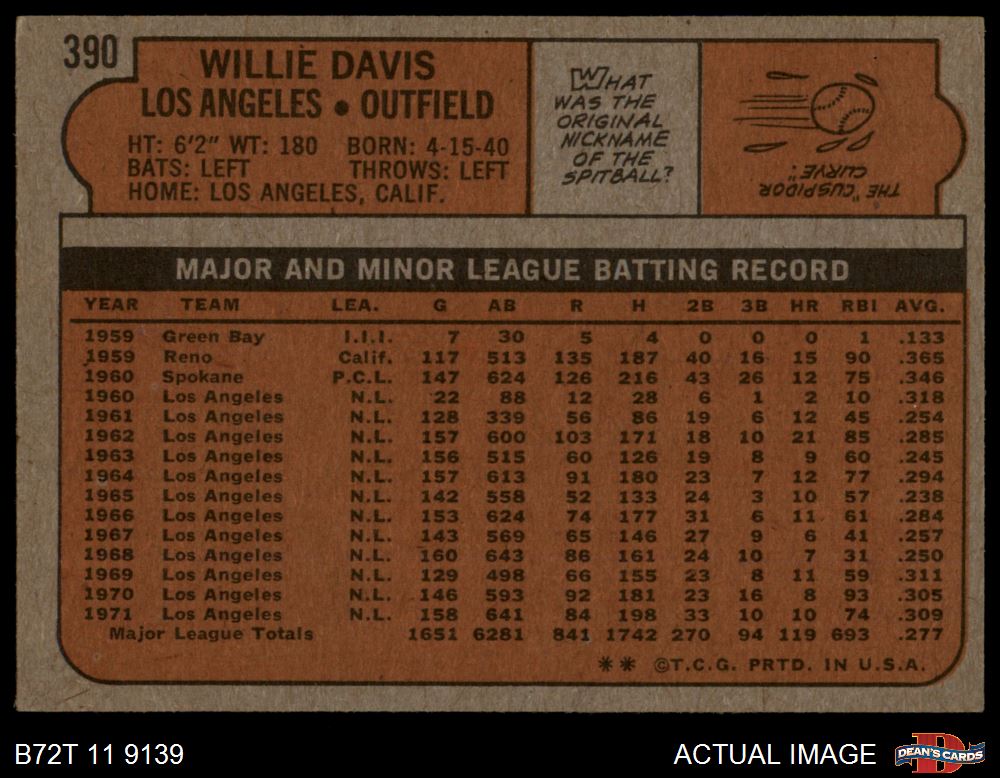 390
WILLIE DAVIS
LOS ANGELES • OUTFIELD
HT: 6'2" WT: 180 BORN: 4-15-40
BATS: LEFT THROWS: LEFT
HOME: LOS ANGELES, CALIF.
WHAT
WAS THE
ORIGINAL
NICKNAME
OF THE
SPITBALL?
THE "CUSPIDOR
CURVE".
MAJOR AND MINOR LEAGUE BATTING RECORD
YEAR TEAM LEA. G AB R H 2B 3B HR RBI AVG.
1959 Green Bay I.I.I. 7 30 5 4 0 0 0 1 .133
1959 Reno Calif. 117 513 135 187 40 16 15 90 .365
1960 Spokane P.C.L. 147 624 126 216 43 26 12 75 .346
1960 Los Angeles N.L. 22 88 12 28 6 1 2 10 .318
1961 Los Angeles N.L. 128 339 56 86 19 6 12 45 .254
1962 Los Angeles N.L. 157 600 103 171 18 10 21 85 .285
1963 Los Angeles N.L. 156 515 60 126 19 8 9 60 .245
1964 Los Angeles N.L. 157 613 91 180 23 7 12 77 .294
1965 Los Angeles N.L. 142 558 52 133 24 3 10 57 .238
1966 Los Angeles N.L. 153 624 74 177 31 6 11 61 .284
1967 Los Angeles N.L. 143 569 65 146 27 9 6 41 .257
1968 Los Angeles N.L. 160 643 86 161 24 10 7 31 .250
1969 Los Angeles N.L. 129 498 66 155 23 8 11 59 .311
1970 Los Angeles N.L. 146 593 92 181 23 16 8 93 .305
1971 Los Angeles N.L. 158 641 84 198 33 10 10 74 .309
Major League Totals 1651 6281 841 1742 270 94 119 693 .277
** ©T.C.G. PRTD. IN U.S.A.
B72T 11 9139
ACTUAL IMAGE
D
DEAN'S CARDS